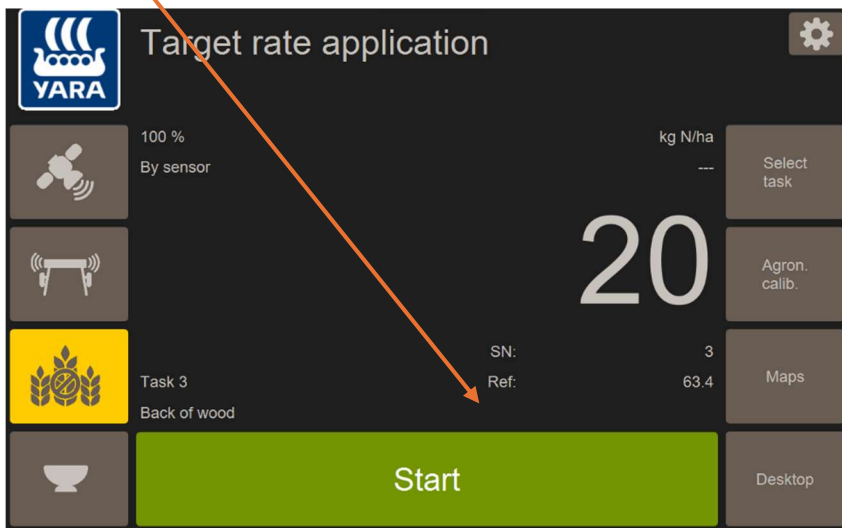 YARA
Target rate application
100 % kg N/ha
By sensor ---
20
SN: 3
Task 3 Ref: 63.4
Back of wood
Start
Select
task
Agron.
calib.
Maps
Desktop